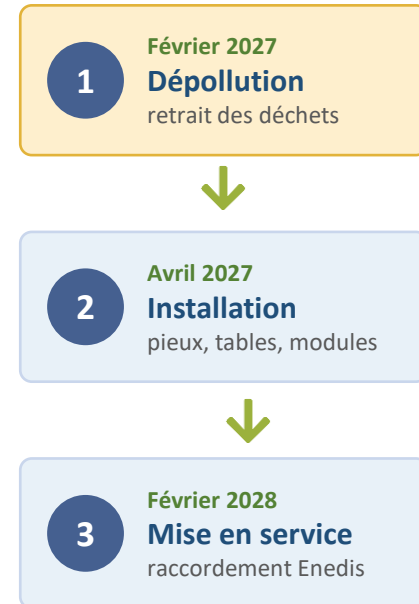 1
Février 2027
Dépollution
retrait des déchets
2
Avril 2027
Installation
pieux, tables, modules
3
Février 2028
Mise en service
raccordement Enedis